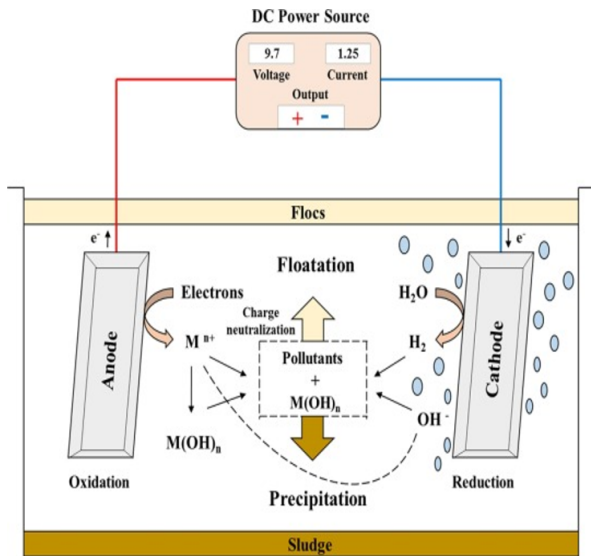 DC Power Source
9.7
1.25
Voltage
Current
Output
+ -
Flocs
e⁻
e⁻
Floatation
Electrons
H₂O
Charge
neutralization
Anode
Cathode
M ⁿ⁺
H₂
Pollutants
+
M(OH)ₙ
OH ⁻
M(OH)ₙ
Oxidation
Reduction
Precipitation
Sludge